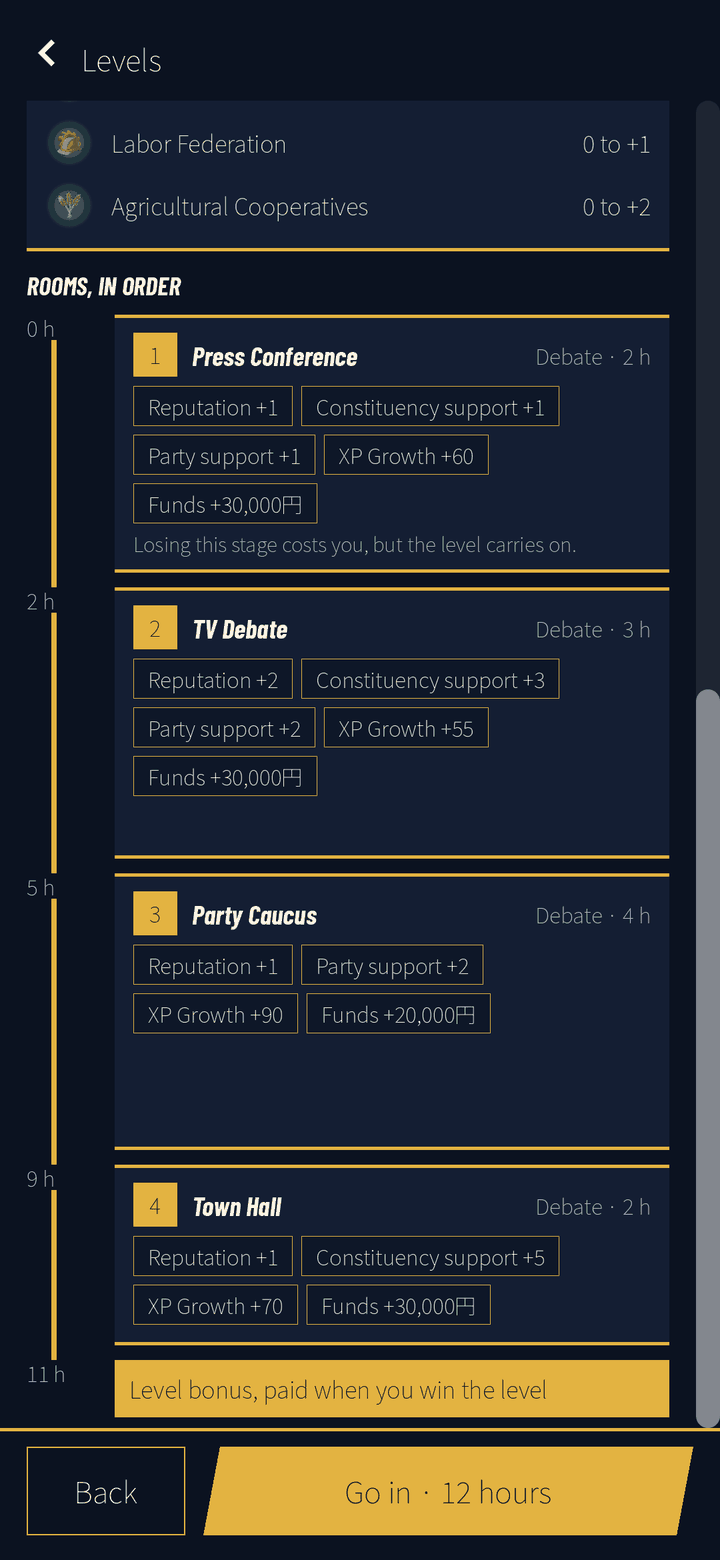 Levels
Labor Federation 0 to +1
Agricultural Cooperatives 0 to +2
ROOMS, IN ORDER
0 h
1 Press Conference Debate · 2 h
Reputation +1 Constituency support +1
Party support +1 XP Growth +60
Funds +30,000円
Losing this stage costs you, but the level carries on.
2 h
2 TV Debate Debate · 3 h
Reputation +2 Constituency support +3
Party support +2 XP Growth +55
Funds +30,000円
5 h
3 Party Caucus Debate · 4 h
Reputation +1 Party support +2
XP Growth +90 Funds +20,000円
9 h
4 Town Hall Debate · 2 h
Reputation +1 Constituency support +5
XP Growth +70 Funds +30,000円
11 h
Level bonus, paid when you win the level
Back Go in · 12 hours